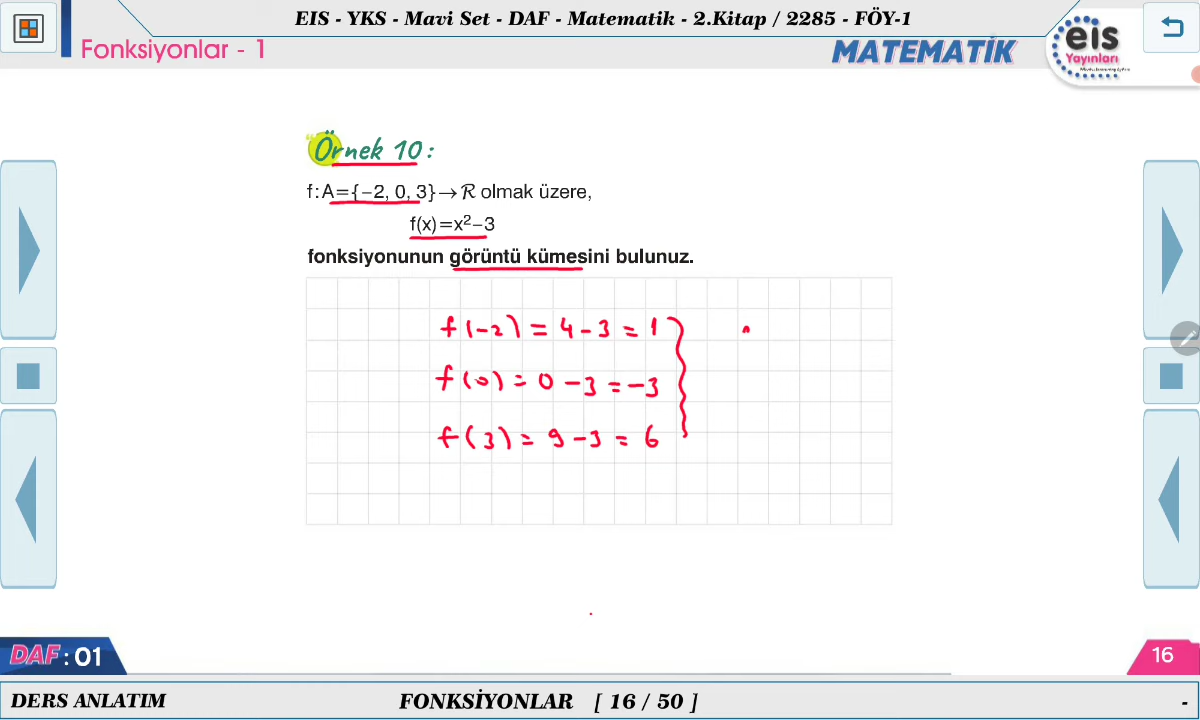 EIS - YKS - Mavi Set - DAF - Matematik - 2.Kitap / 2285 - FÖY-1
Fonksiyonlar - 1
MATEMATİK
eis
Yayınları
Örnek 10:
f:A={-2, 0, 3}→R olmak üzere,
f(x)=x²-3
fonksiyonunun görüntü kümesini bulunuz.
f(-2) = 4-3 = 1
f(0) = 0-3 = -3
f(3) = 9-3 = 6
DAF: 01
16
DERS ANLATIM
FONKSİYONLAR [ 16 / 50 ]
-